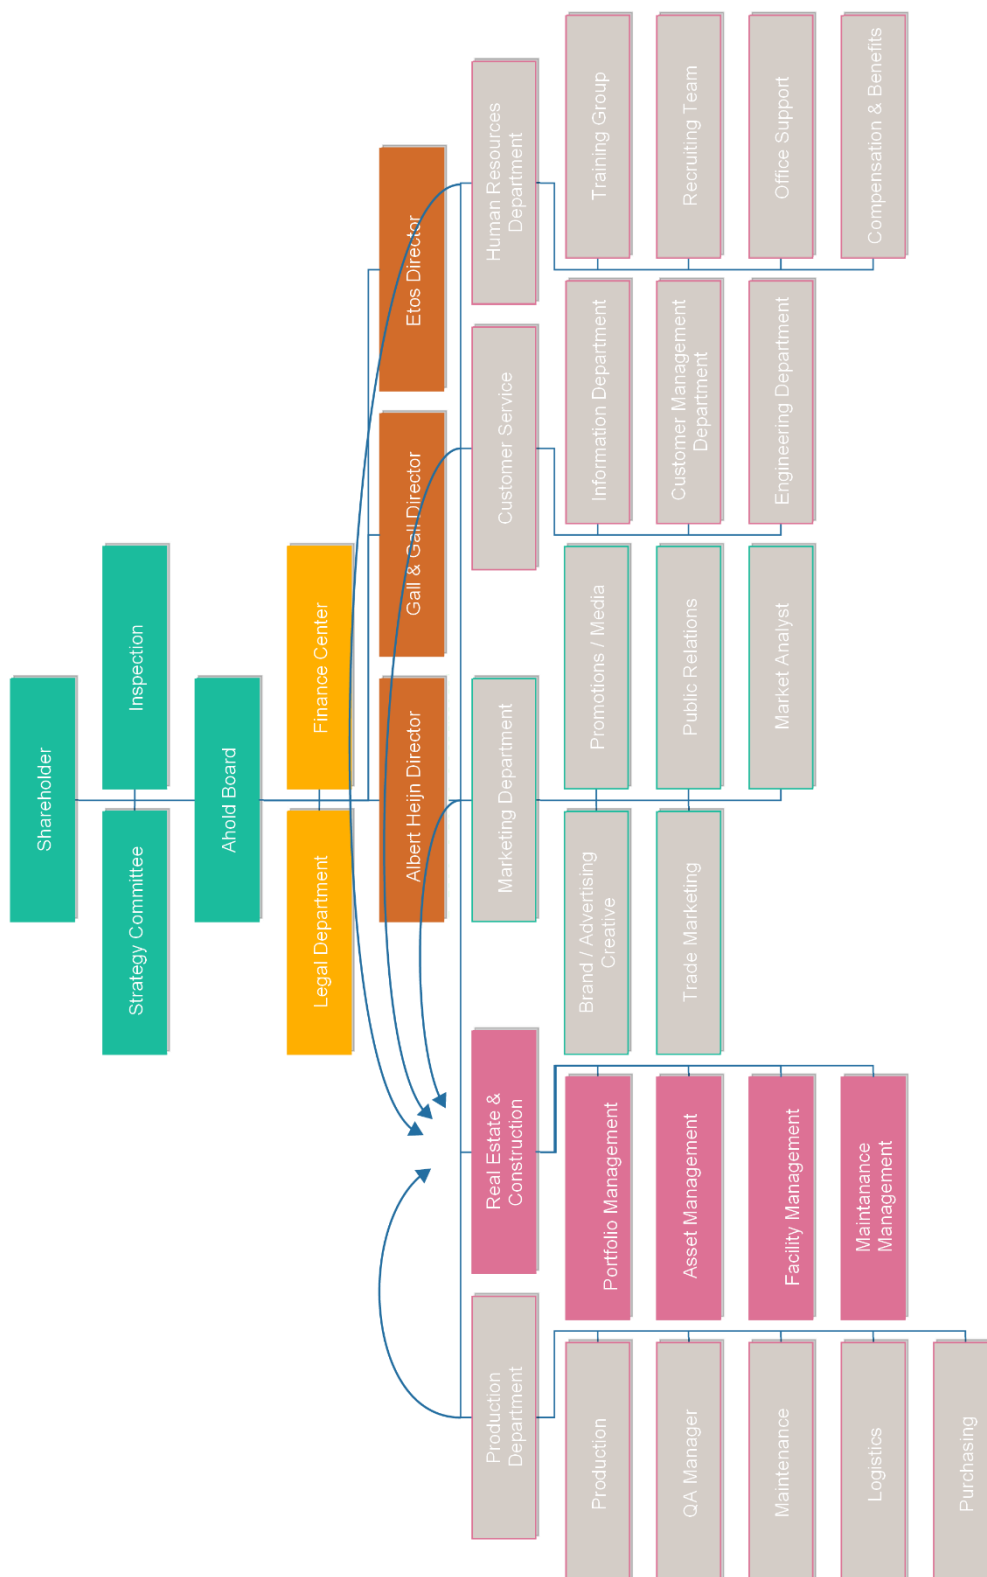 Shareholder
Strategy Committee
Inspection
Ahold Board
Legal Department
Finance Center
Albert Heijn Director
Gall & Gall Director
Etos Director
Production
Department
Real Estate &
Construction
Marketing Department
Customer Service
Human Resources
Department
Production
QA Manager
Maintenance
Logistics
Purchasing
Portfolio Management
Asset Management
Facility Management
Maintanance
Management
Brand / Advertising
Creative
Trade Marketing
Promotions / Media
Public Relations
Market Analyst
Information Department
Customer Management
Department
Engineering Department
Training Group
Recruiting Team
Office Support
Compensation & Benefits